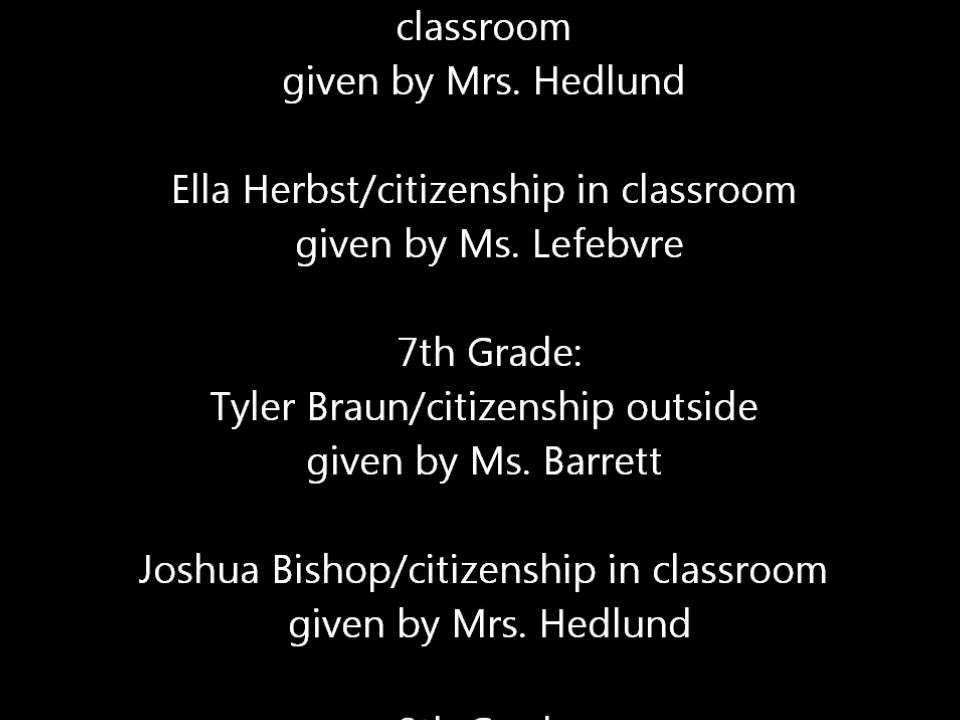 classroom
given by Mrs. Hedlund
Ella Herbst/citizenship in classroom
given by Ms. Lefebvre
7th Grade:
Tyler Braun/citizenship outside
given by Ms. Barrett
Joshua Bishop/citizenship in classroom
given by Mrs. Hedlund